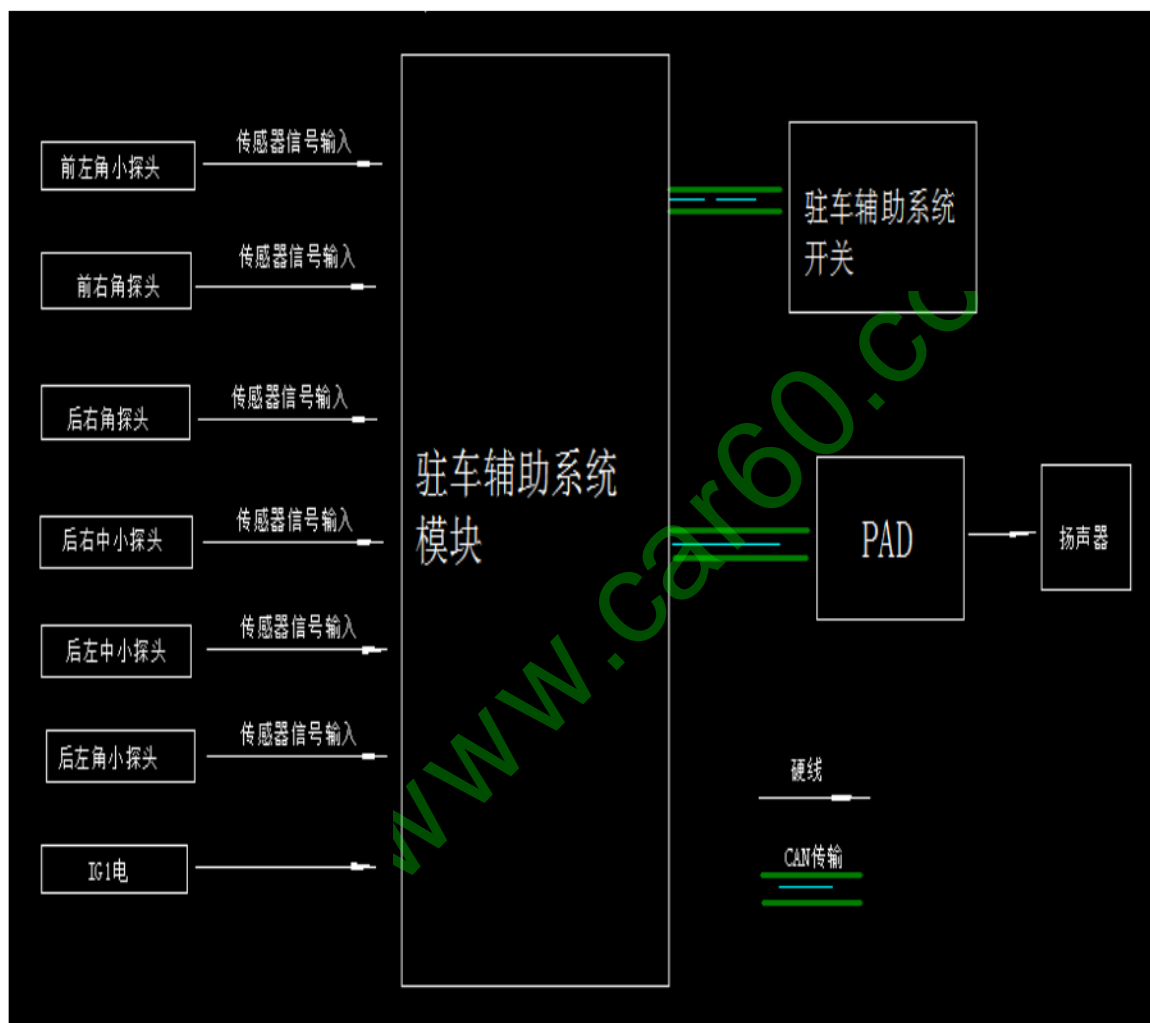 前左角小探头
传感器信号输入
前右角探头
传感器信号输入
后右角探头
传感器信号输入
后右中小探头
传感器信号输入
后左中小探头
传感器信号输入
后左角小探头
传感器信号输入
IG1电
驻车辅助系统
模块
驻车辅助系统
开关
PAD
扬声器
硬线
CAN传输
www.car60.co